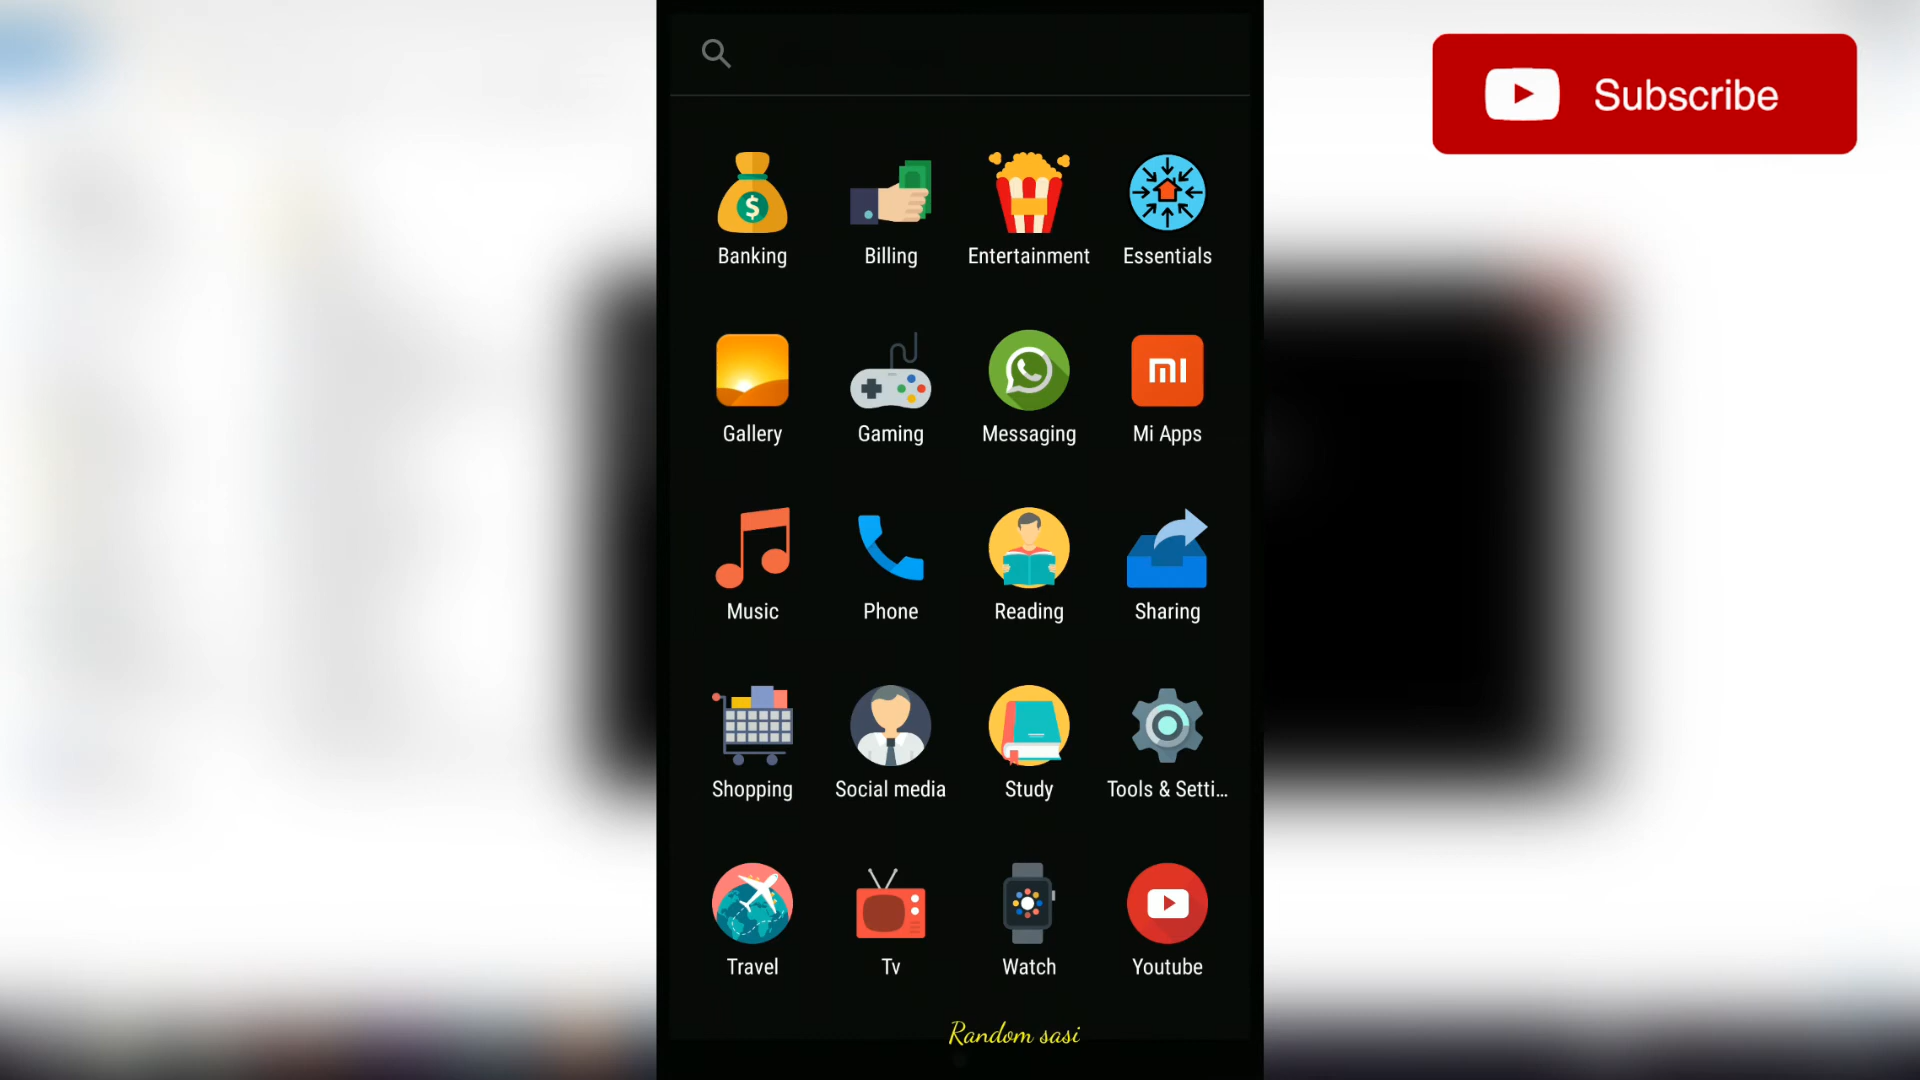 Subscribe
Banking
Billing
Entertainment
Essentials
Gallery
Gaming
Messaging
Mi Apps
Music
Phone
Reading
Sharing
Shopping
Social media
Study
Tools & Setti...
Travel
Tv
Watch
Youtube
Random sasi